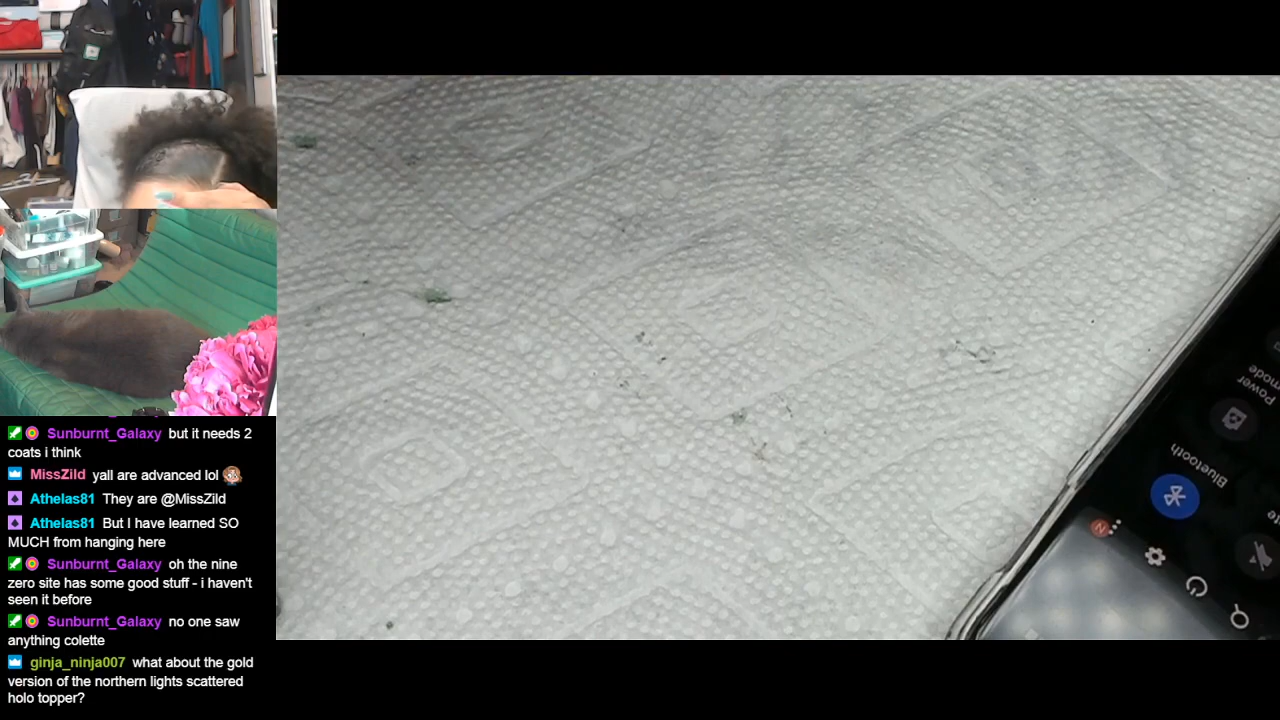 Sunburnt_Galaxy but it needs 2
coats i think
MissZild yall are advanced lol
Athelas81 They are @MissZild
Athelas81 But I have learned SO
MUCH from hanging here
Sunburnt_Galaxy oh the nine
zero site has some good stuff - i haven't
seen it before
Sunburnt_Galaxy no one saw
anything colette
ginja_ninja007 what about the gold
version of the northern lights scattered
holo topper?
Power
mode
Bluetooth
N